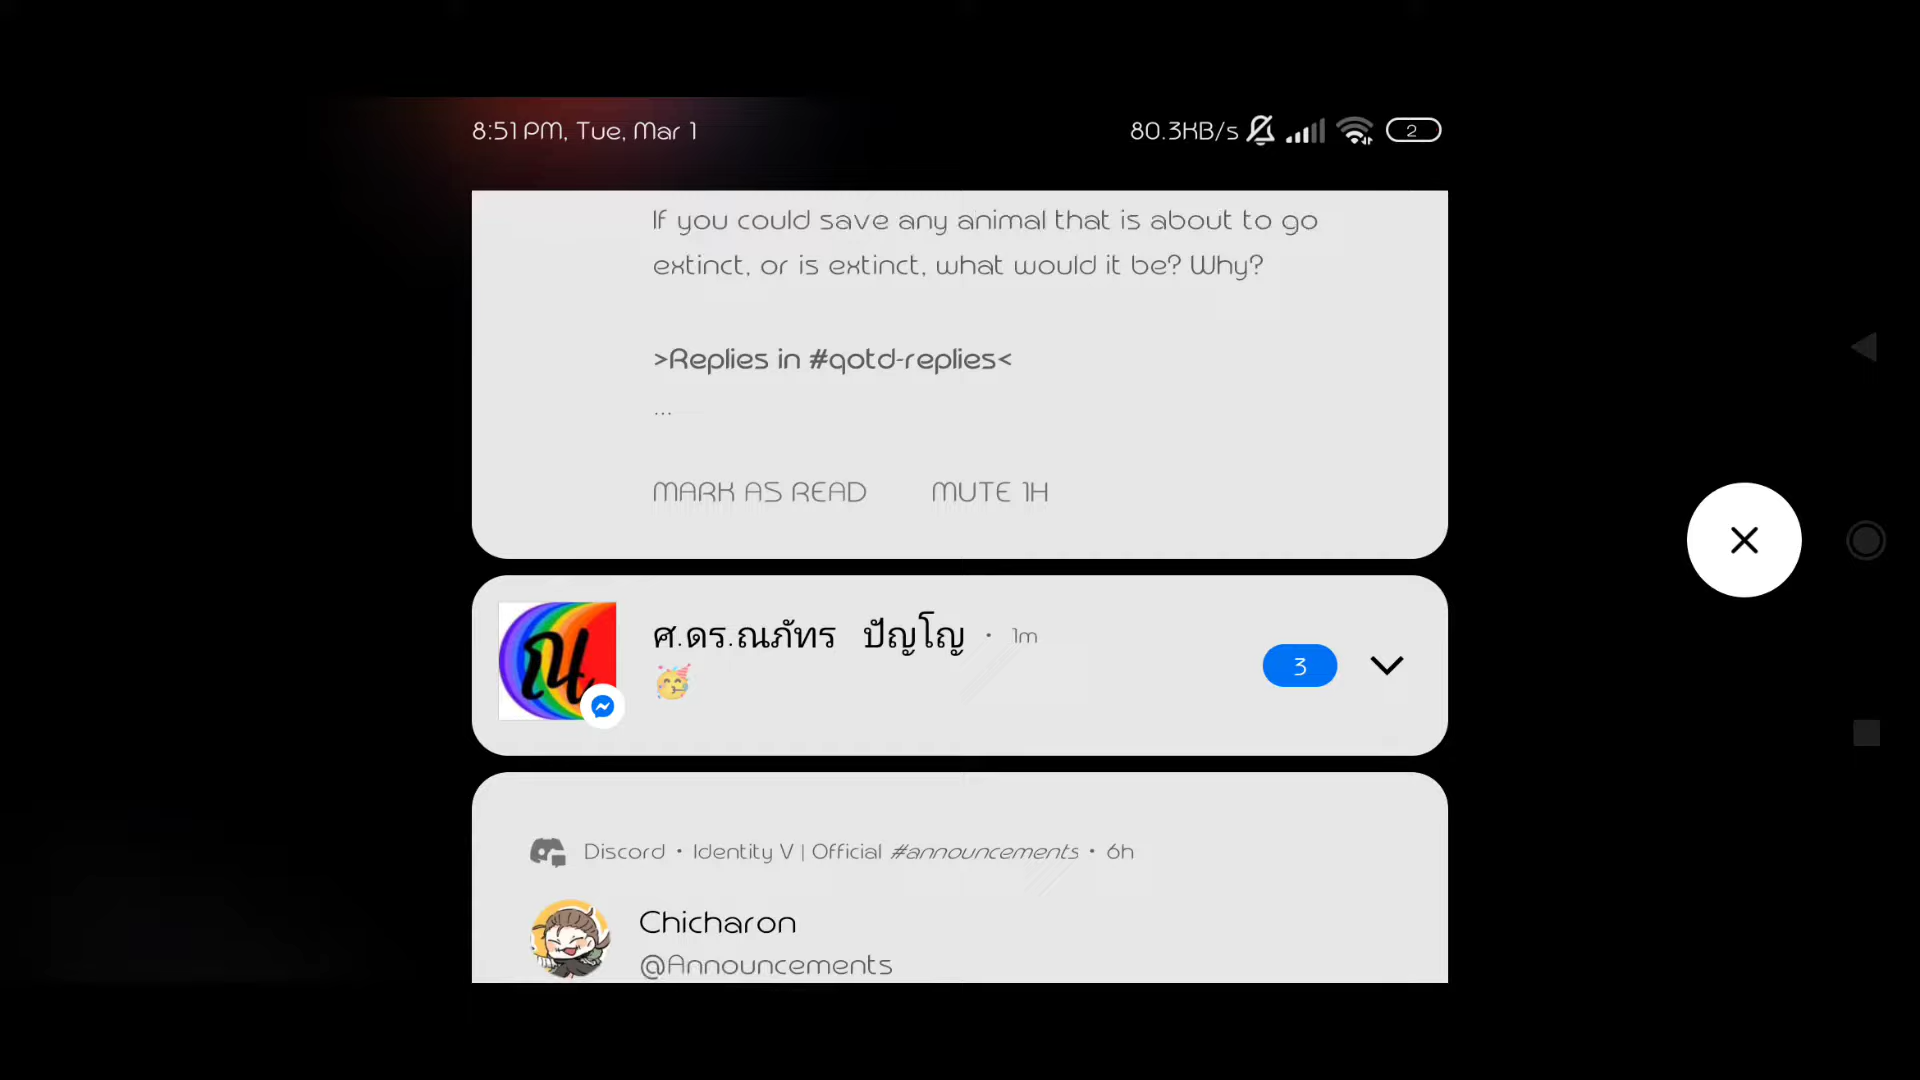 8:51 PM, Tue, Mar 1
80.3KB/s
2
If you could save any animal that is about to go
extinct, or is extinct, what would it be? Why?
>Replies in #qotd-replies<
...
MARK AS READ MUTE 1H
ณ
ศ.ดร.ณภัทร ปัญโญ • 1m
3
Discord • Identity V | Official #announcements • 6h
Chicharon
@Announcements